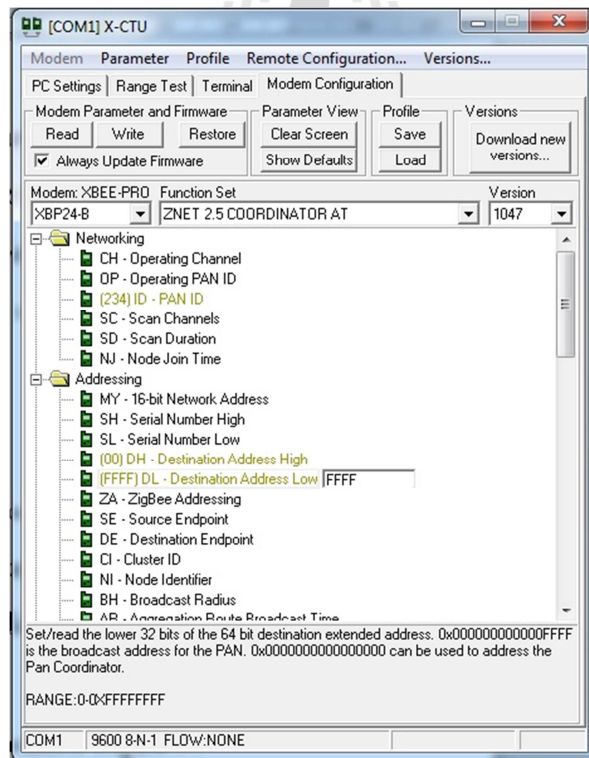 [COM1] X-CTU
Modem Parameter Profile Remote Configuration... Versions...
PC Settings Range Test Terminal Modem Configuration
Modem Parameter and Firmware Parameter View Profile Versions
Read Write Restore Clear Screen Save Download new versions...
Always Update Firmware Show Defaults Load
Modem: XBEE-PRO Function Set Version
XBP24-B ZNET 2.5 COORDINATOR AT 1047
Networking
CH - Operating Channel
OP - Operating PAN ID
(234) ID - PAN ID
SC - Scan Channels
SD - Scan Duration
NJ - Node Join Time
Addressing
MY - 16-bit Network Address
SH - Serial Number High
SL - Serial Number Low
(00) DH - Destination Address High
(FFFF) DL - Destination Address Low FFFF
ZA - ZigBee Addressing
SE - Source Endpoint
DE - Destination Endpoint
CI - Cluster ID
NI - Node Identifier
BH - Broadcast Radius
AR - Aggregation Route Broadcast Time
Set/read the lower 32 bits of the 64 bit destination extended address. 0x000000000000FFFF
is the broadcast address for the PAN. 0x0000000000000000 can be used to address the
Pan Coordinator.
RANGE:0-0XFFFFFFFF
COM1 9600 8-N-1 FLOW:NONE